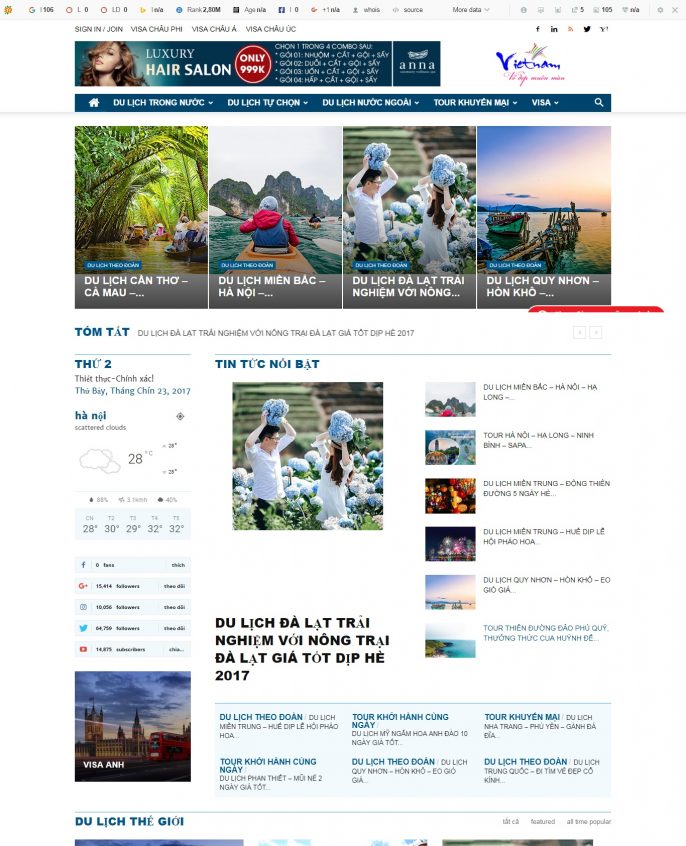 I 106
L 0
LD 0
I n/a
Rank 2,80M
Age n/a
I 0
+1 n/a
whois
source
More data
5
105
n/a
SIGN IN / JOIN VISA CHÂU PHI VISA CHÂU Á VISA CHÂU ÚC
LUXURY
HAIR SALON
ONLY
999K
CHỌN 1 TRONG 4 COMBO SAU:
* GÓI 01: NHUỘM + CẮT + GỘI + SẤY
* GÓI 02: DUỖI + CẮT + GỘI + SẤY
* GÓI 03: UỐN + CẮT + GỘI + SẤY
* GÓI 04: HẤP + CẮT + GỘI + SẤY
anna
Vietnam
Vẻ đẹp muôn màu
DU LỊCH TRONG NƯỚC DU LỊCH TỰ CHỌN DU LỊCH NƯỚC NGOÀI TOUR KHUYẾN MẠI VISA
DU LỊCH THEO ĐOÀN
DU LỊCH CẦN THƠ –
CÀ MAU –...
DU LỊCH THEO ĐOÀN
DU LỊCH MIỀN BẮC –
HÀ NỘI –...
DU LỊCH THEO ĐOÀN
DU LỊCH ĐÀ LẠT TRẢI
NGHIỆM VỚI NÔNG...
DU LỊCH THEO ĐOÀN
DU LỊCH QUY NHƠN –
HÒN KHÔ –...
TÓM TẮT DU LỊCH ĐÀ LẠT TRẢI NGHIỆM VỚI NÔNG TRẠI ĐÀ LẠT GIÁ TỐT DỊP HÈ 2017
THỨ 2
Thiết thực-Chính xác!
Thứ Bảy, Tháng Chín 23, 2017
hà nội
scattered clouds
28 °C
28°
28°
88%
3.1kmh
40%
CN T2 T3 T4 T5
28° 30° 29° 32° 32°
0 fans thích
15,414 followers theo dõi
10,056 followers theo dõi
64,759 followers theo dõi
14,875 subscribers chia...
VISA ANH
TIN TỨC NỔI BẬT
DU LỊCH ĐÀ LẠT TRẢI
NGHIỆM VỚI NÔNG TRẠI
ĐÀ LẠT GIÁ TỐT DỊP HÈ
2017
DU LỊCH MIỀN BẮC – HÀ NỘI – HẠ
LONG –...
TOUR HÀ NỘI – HẠ LONG – NINH
BÌNH – SAPA...
DU LỊCH MIỀN TRUNG – ĐỘNG THIÊN
ĐƯỜNG 5 NGÀY HÈ...
DU LỊCH MIỀN TRUNG – HUẾ DỊP LỄ
HỘI PHÁO HOA...
DU LỊCH QUY NHƠN – HÒN KHÔ – EO
GIÓ GIÁ...
TOUR THIÊN ĐƯỜNG ĐẢO PHÚ QUÝ,
THƯỞNG THỨC CUA HUỲNH ĐẾ...
DU LỊCH THEO ĐOÀN / DU LỊCH
MIỀN TRUNG – HUẾ DỊP LỄ HỘI PHÁO
HOA...
TOUR KHỞI HÀNH CÙNG
NGÀY /
DU LỊCH MỸ NGẮM HOA ANH ĐÀO 10
NGÀY GIÁ TỐT...
TOUR KHUYẾN MẠI / DU LỊCH
NHA TRANG – PHÚ YÊN – GÀNH ĐÁ
ĐĨA...
TOUR KHỞI HÀNH CÙNG
NGÀY /
DU LỊCH PHAN THIẾT – MŨI NÉ 2
NGÀY GIÁ TỐT...
DU LỊCH THEO ĐOÀN / DU LỊCH
QUY NHƠN – HÒN KHÔ – EO GIÓ
GIÁ...
DU LỊCH THEO ĐOÀN / DU LỊCH
TRUNG QUỐC – ĐI TÌM VẺ ĐẸP CỔ
KÍNH...
DU LỊCH THẾ GIỚI
tất cả featured all time popular